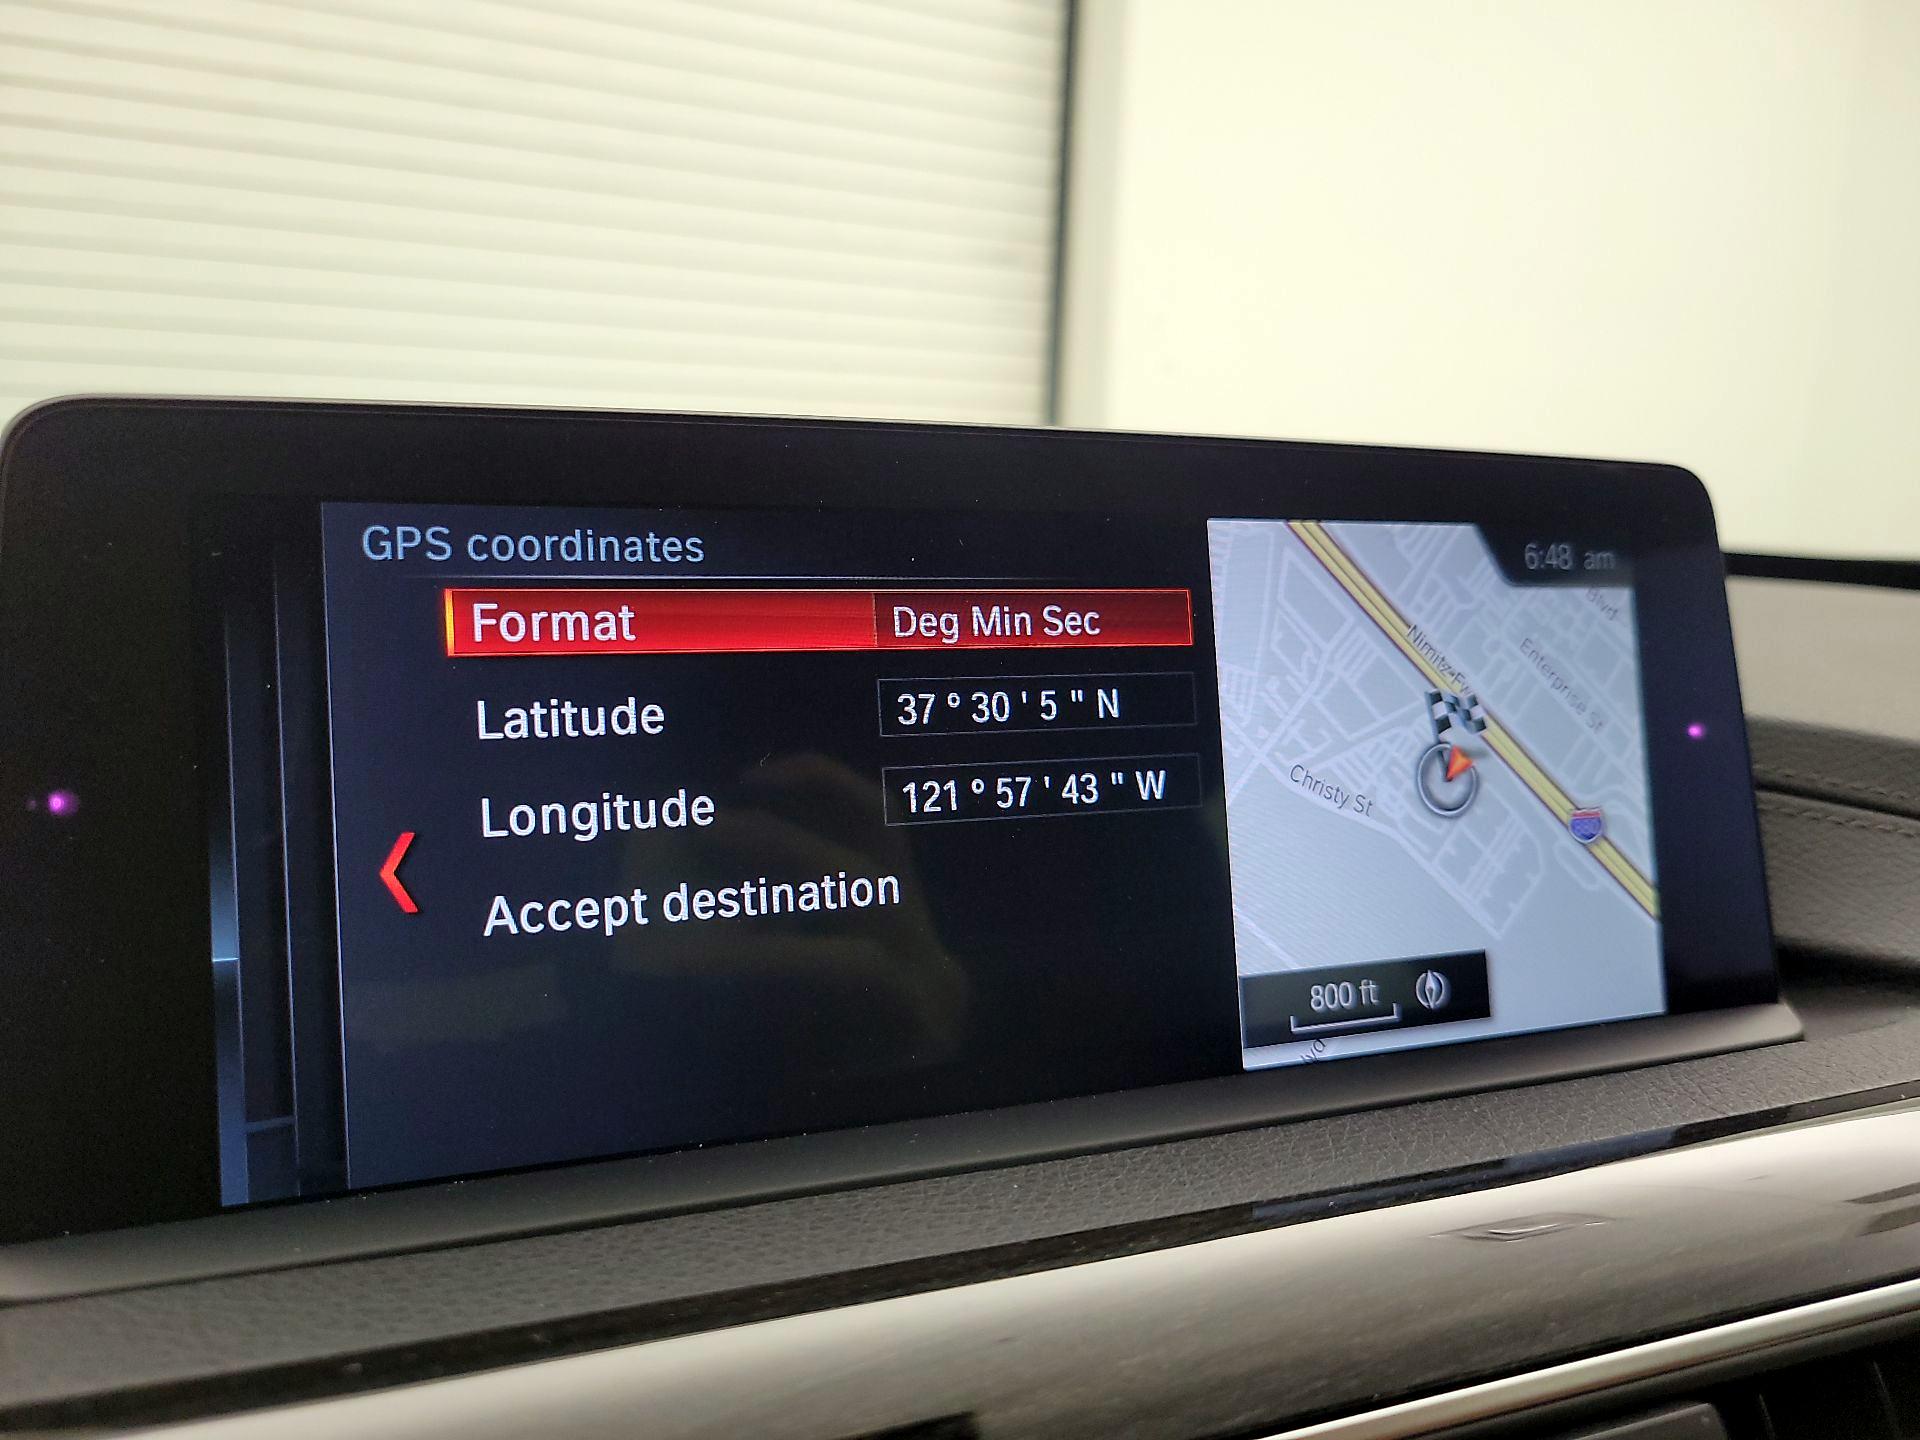 GPS coordinates
6:48 am
Format Deg Min Sec
Latitude 37 ° 30 ' 5 " N
Longitude 121 ° 57 ' 43 " W
Accept destination
Blvd
Nimitz Fwy
Enterprise St
Christy St
880
800 ft